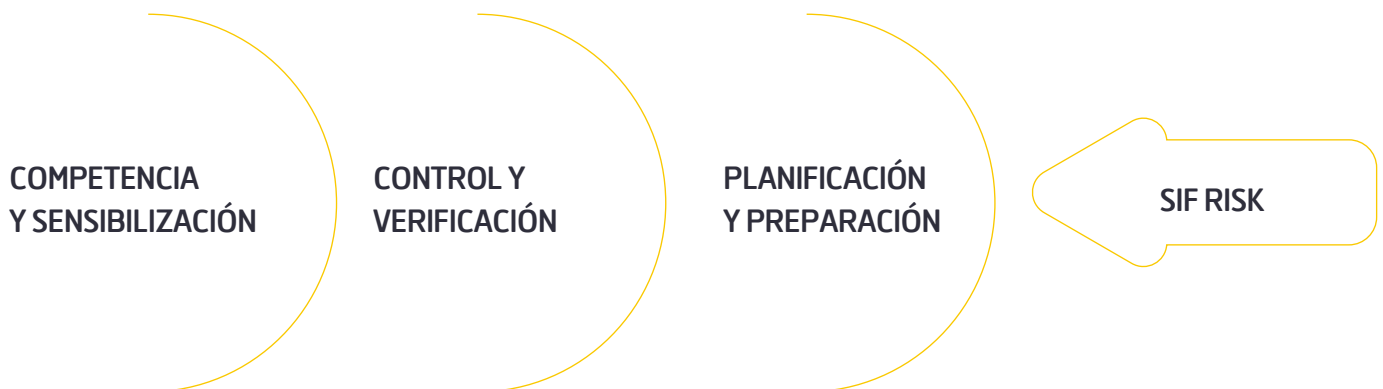 COMPETENCIA
Y SENSIBILIZACIÓN
CONTROL Y
VERIFICACIÓN
PLANIFICACIÓN
Y PREPARACIÓN
SIF RISK